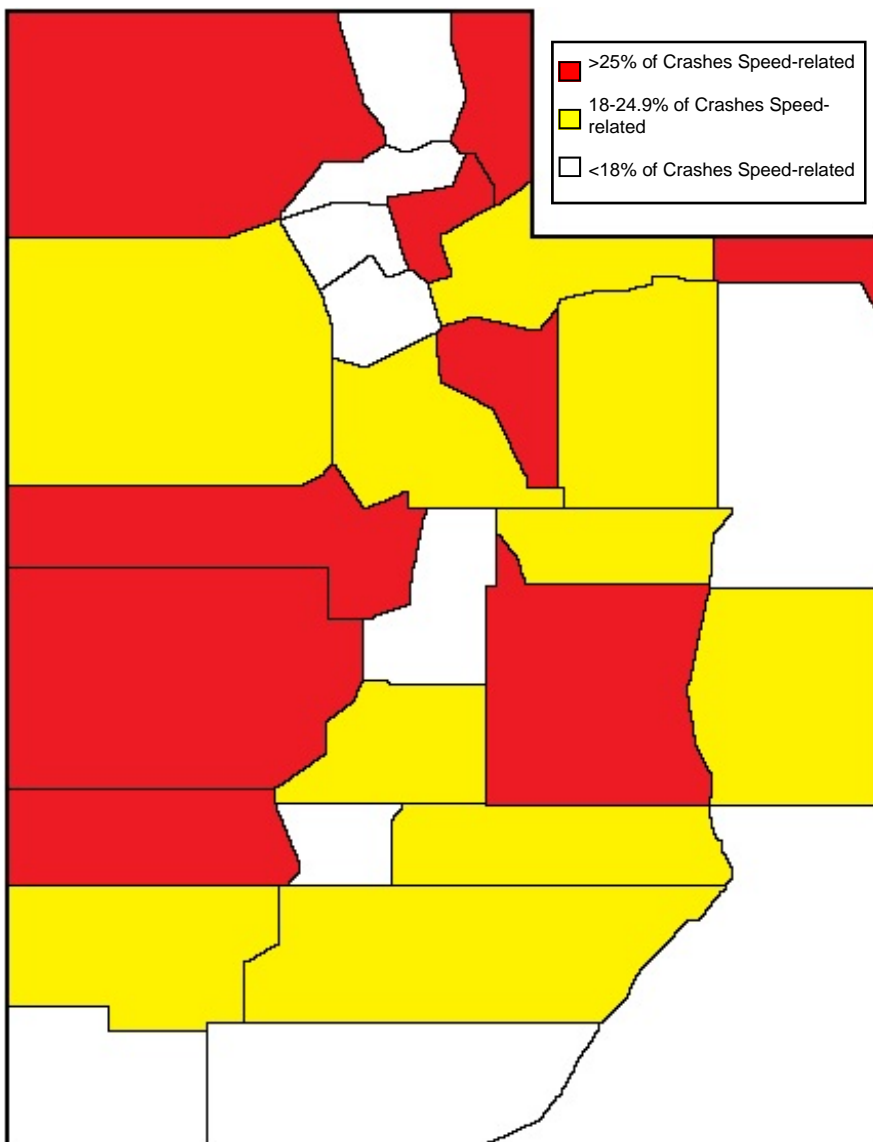 >25% of Crashes Speed-related
18-24.9% of Crashes Speed-
related
<18% of Crashes Speed-related